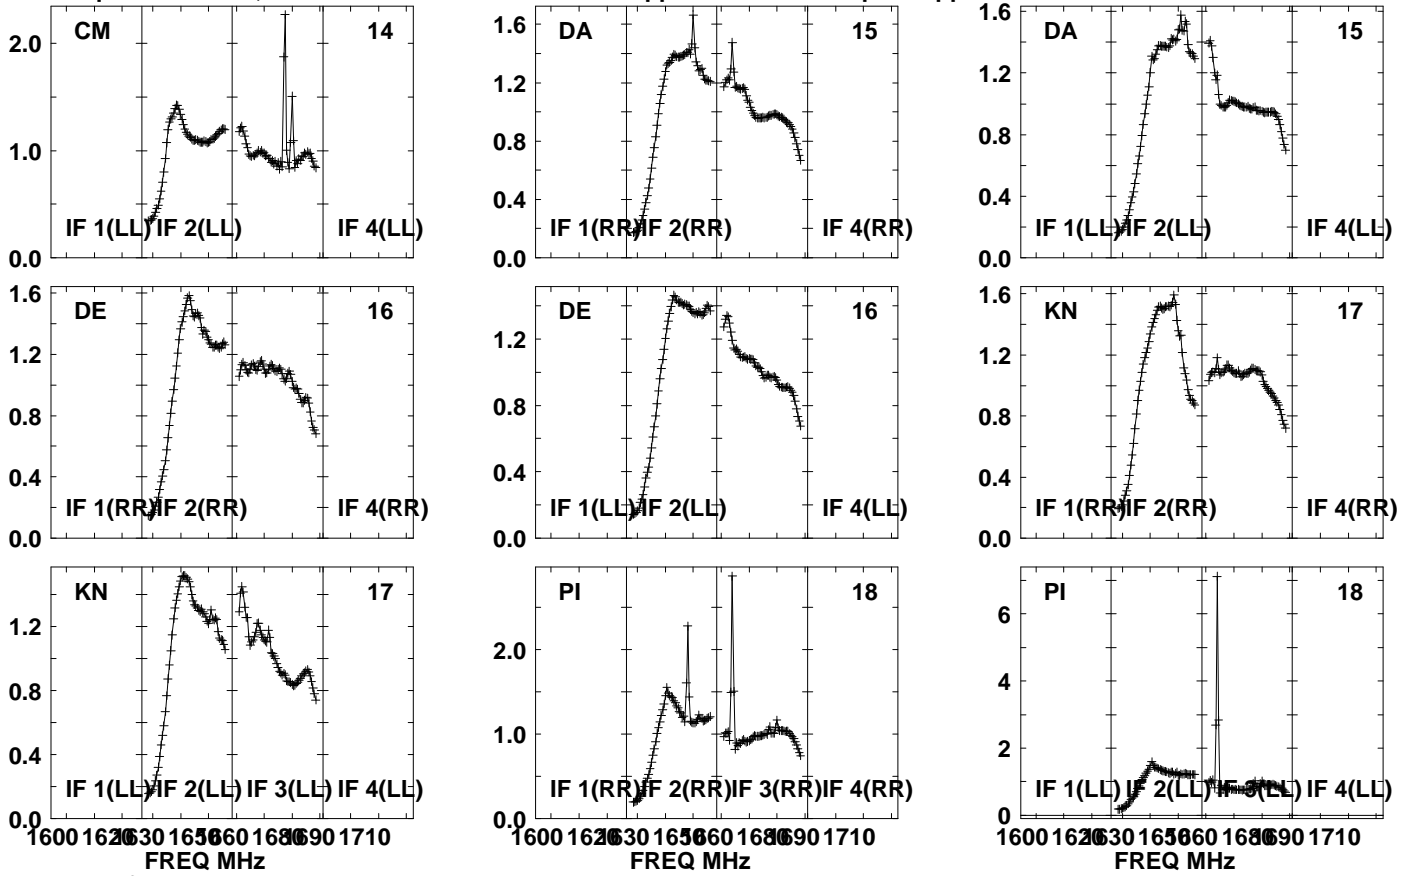 CM 14 DA 15 DA 15
2.0 1.6 1.6
1.0 1.2 1.2
0.8 0.8
0.4 0.4
IF 1(LL) IF 2(LL) IF 4(LL) IF 1(RR) IF 2(RR) IF 4(RR) IF 1(LL) IF 2(LL) IF 4(LL)
0.0 0.0 0.0
DE 16 DE 16 KN 17
1.6 1.6
1.2 1.2 1.2
0.8 0.8 0.8
0.4 0.4 0.4
IF 1(RR) IF 2(RR) IF 4(RR) IF 1(LL) IF 2(LL) IF 4(LL) IF 1(RR) IF 2(RR) IF 4(RR)
0.0 0.0 0.0
KN 17 PI 18 PI 18
1.2 2.0 6
0.8 1.0 4
0.4 2
IF 1(LL) IF 2(LL) IF 3(LL) IF 4(LL) IF 1(RR) IF 2(RR) IF 3(RR) IF 4(RR) IF 1(LL) IF 2(LL) IF 3(LL) IF 4(LL)
0.0 0.0 0
1600 1620 1630 1650 1660 1680 1690 1710 1600 1620 1630 1650 1660 1680 1690 1710 1600 1620 1630 1650 1660 1680 1690 1710
FREQ MHz FREQ MHz FREQ MHz